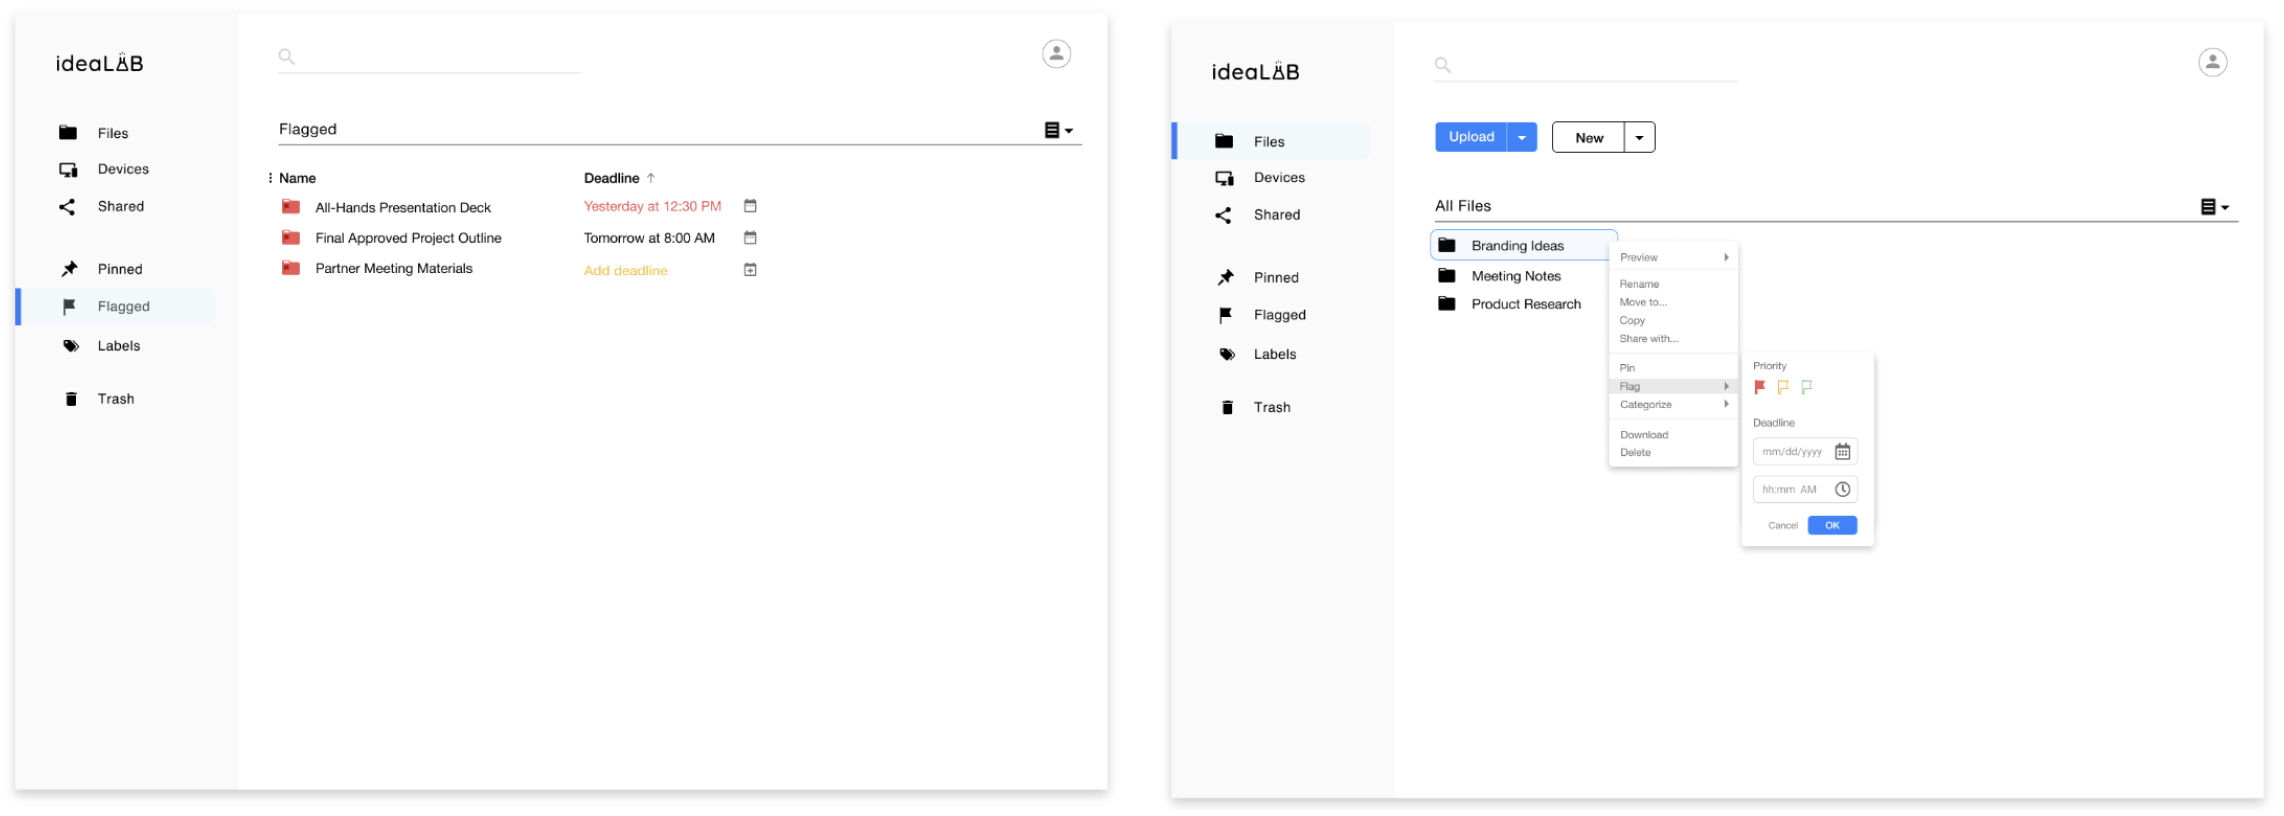 ideaLAB
Files
Devices
Shared
Pinned
Flagged
Labels
Trash
Flagged
Name Deadline ↑
All-Hands Presentation Deck Yesterday at 12:30 PM
Final Approved Project Outline Tomorrow at 8:00 AM
Partner Meeting Materials Add deadline
ideaLAB
Files
Devices
Shared
Pinned
Flagged
Labels
Trash
Upload New
All Files
Branding Ideas
Meeting Notes
Product Research
Preview
Rename
Move to...
Copy
Share with...
Pin
Flag
Categorize
Download
Delete
Priority
Deadline
mm/dd/yyyy
hh:mm AM
Cancel OK